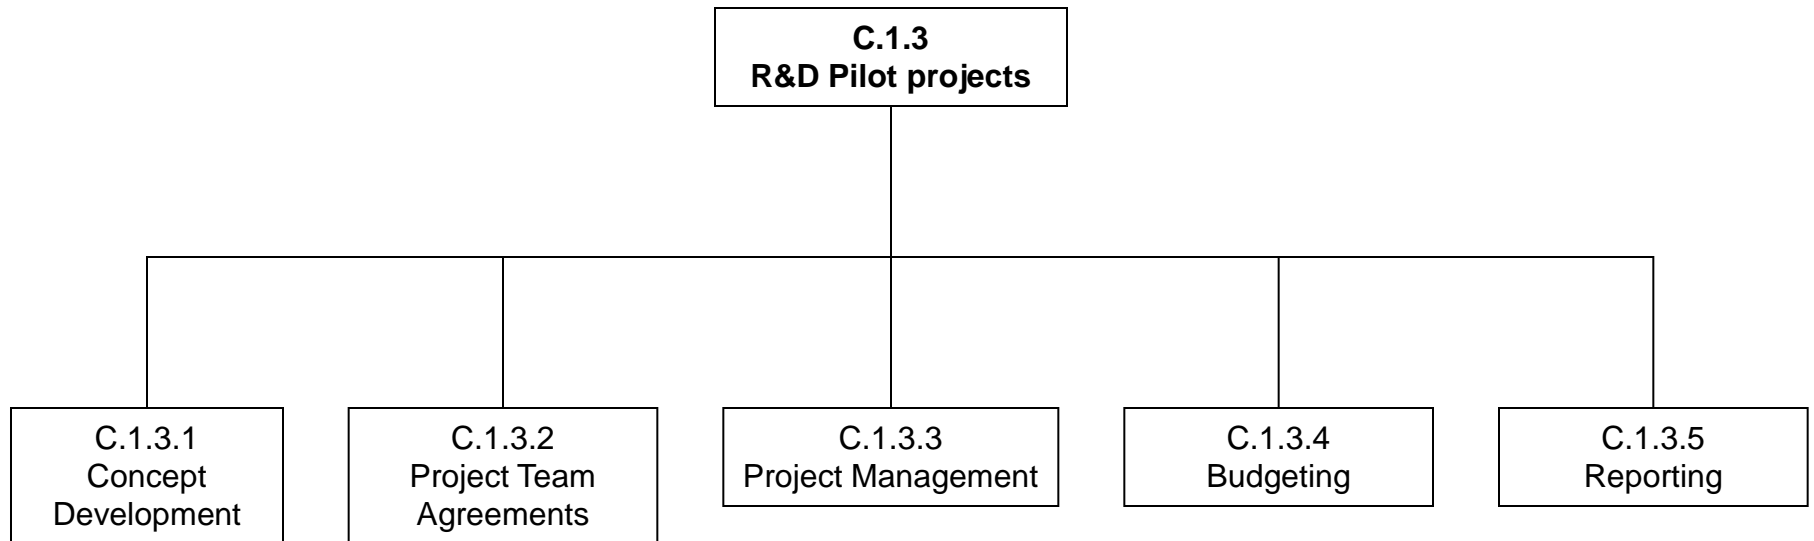 C.1.3
R&D Pilot projects
C.1.3.1
Concept
Development
C.1.3.2
Project Team
Agreements
C.1.3.3
Project Management
C.1.3.4
Budgeting
C.1.3.5
Reporting